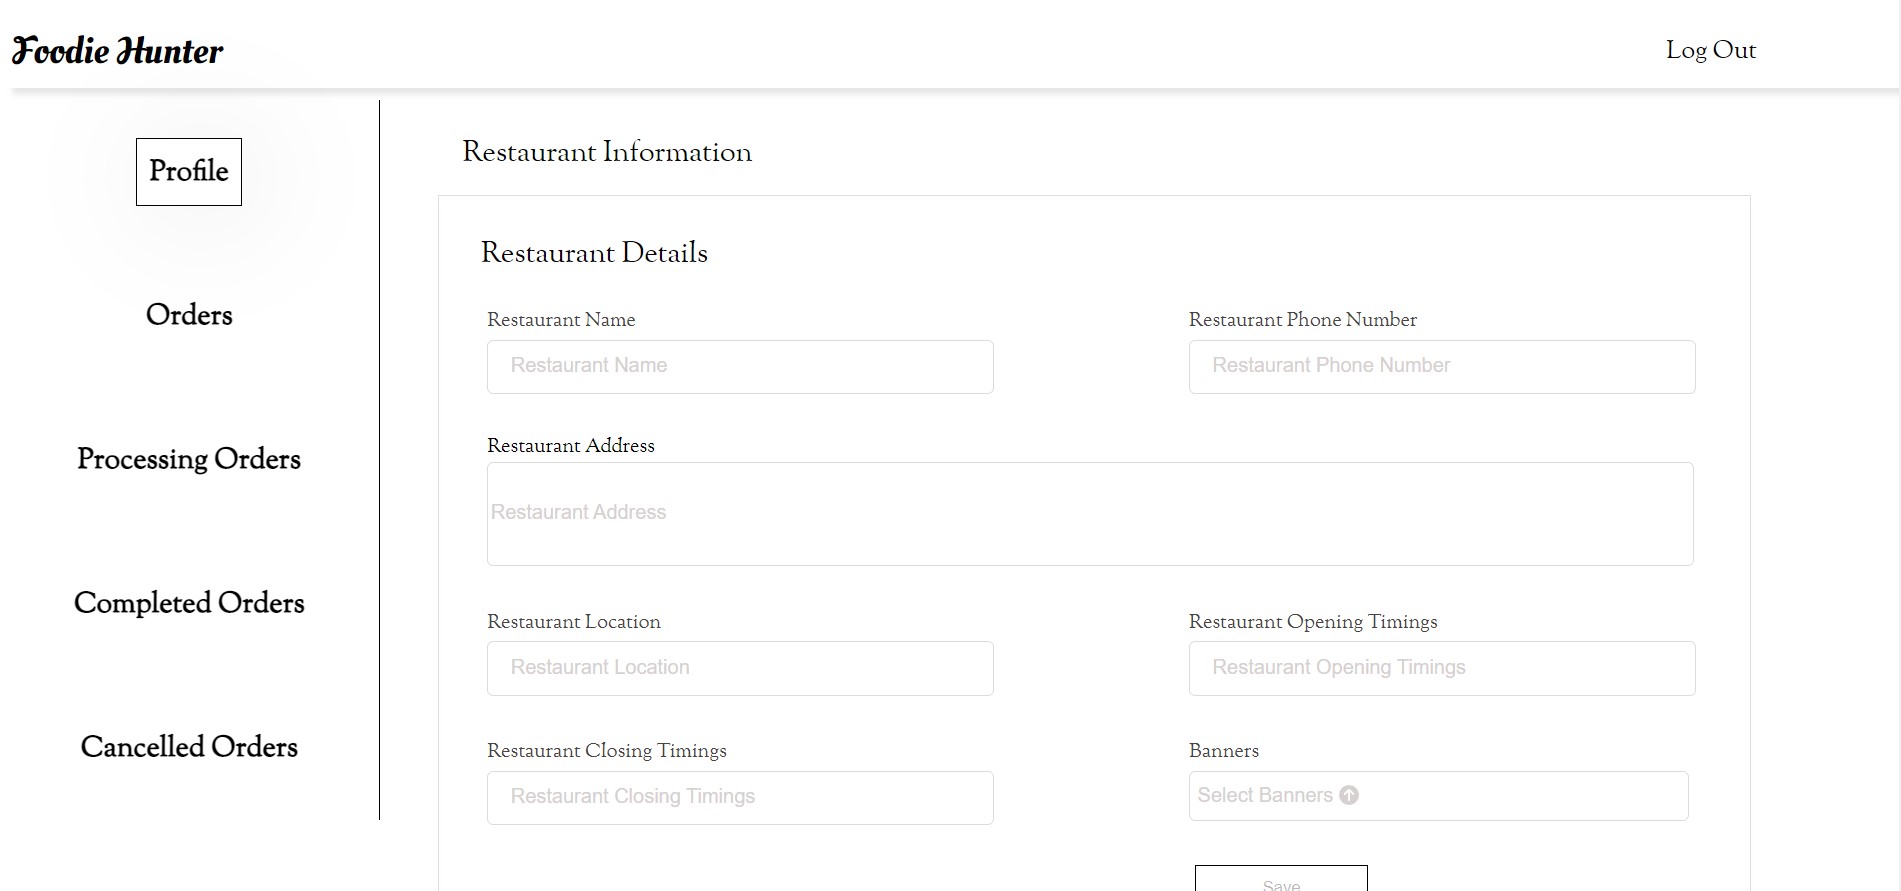 Foodie Hunter
Log Out
Profile
Orders
Processing Orders
Completed Orders
Cancelled Orders
Restaurant Information
Restaurant Details
Restaurant Name
Restaurant Name
Restaurant Phone Number
Restaurant Phone Number
Restaurant Address
Restaurant Address
Restaurant Location
Restaurant Location
Restaurant Opening Timings
Restaurant Opening Timings
Restaurant Closing Timings
Restaurant Closing Timings
Banners
Select Banners
Save